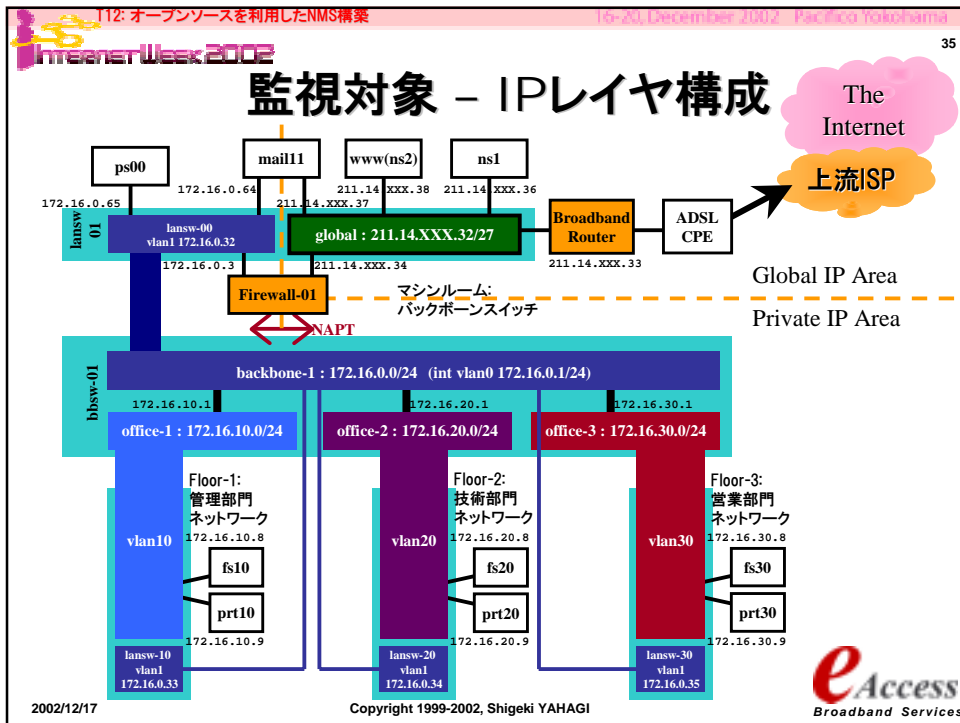 T12: オープンソースを利用したNMS構築
16-20, December 2002 Pacifico Yokohama
35
InternetWeek2002
監視対象 – IPレイヤ構成
The
Internet
上流ISP
ps00
mail11
www(ns2)
ns1
172.16.0.65
172.16.0.64
211.14.XXX.37
211.14.XXX.38
211.14.XXX.36
lansw
01
lansw-00
vlan1 172.16.0.32
global : 211.14.XXX.32/27
Broadband
Router
ADSL
CPE
211.14.XXX.33
172.16.0.3
211.14.XXX.34
Firewall-01
マシンルーム:
バックボーンスイッチ
Global IP Area
Private IP Area
NAPT
bbsw-01
backbone-1 : 172.16.0.0/24 (int vlan0 172.16.0.1/24)
172.16.10.1
172.16.20.1
172.16.30.1
office-1 : 172.16.10.0/24
office-2 : 172.16.20.0/24
office-3 : 172.16.30.0/24
Floor-1:
管理部門
ネットワーク
Floor-2:
技術部門
ネットワーク
Floor-3:
営業部門
ネットワーク
vlan10
172.16.10.8
fs10
prt10
172.16.10.9
vlan20
172.16.20.8
fs20
prt20
172.16.20.9
vlan30
172.16.30.8
fs30
prt30
172.16.30.9
lansw-10
vlan1
172.16.0.33
lansw-20
vlan1
172.16.0.34
lansw-30
vlan1
172.16.0.35
2002/12/17
Copyright 1999-2002, Shigeki YAHAGI
eAccess
Broadband Services